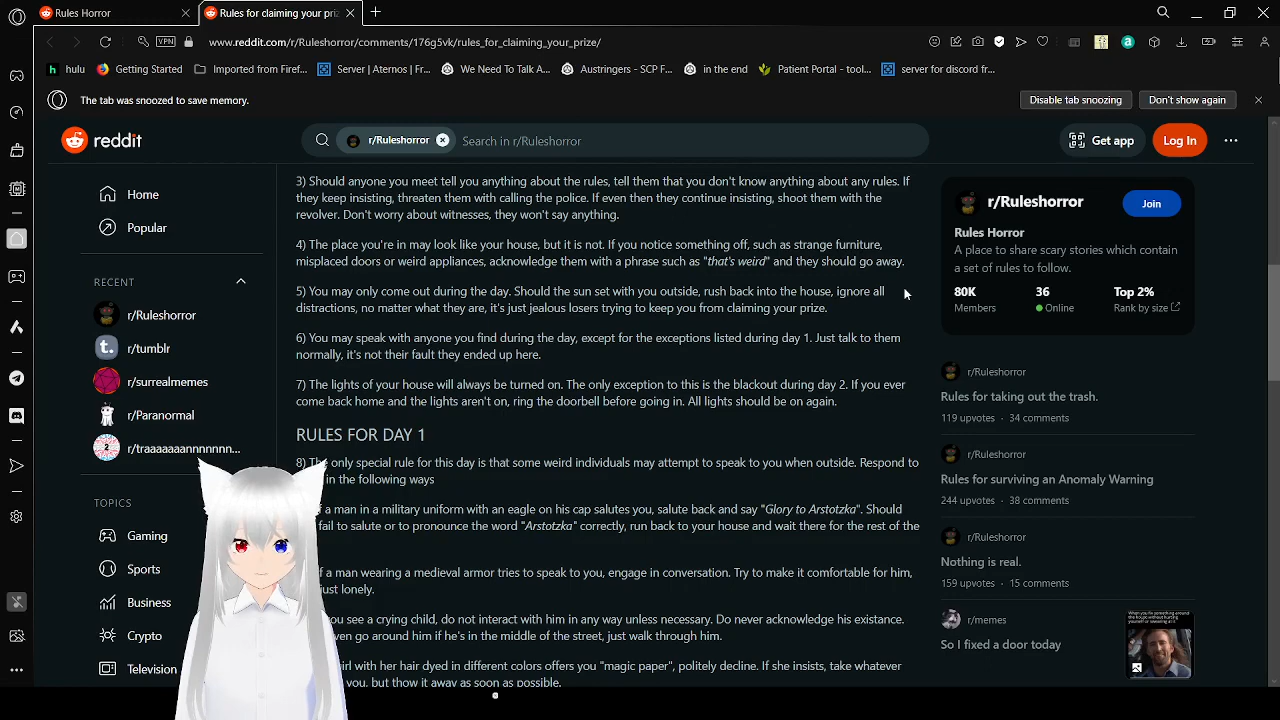 Rules Horror
Rules for claiming your priz
www.reddit.com/r/Ruleshorror/comments/176g5vk/rules_for_claiming_your_prize/
VPN
hulu
Getting Started
Imported from Firef...
Server | Aternos | Fr...
We Need To Talk A...
Austringers - SCP F...
in the end
Patient Portal - tool...
server for discord fr...
The tab was snoozed to save memory.
Disable tab snoozing
Don't show again
reddit
r/Ruleshorror
Search in r/Ruleshorror
Get app
Log In
Home
Popular
RECENT
r/Ruleshorror
r/tumblr
r/surrealmemes
r/Paranormal
r/traaaaaaannnnnnn...
TOPICS
Gaming
Sports
Business
Crypto
Television
3) Should anyone you meet tell you anything about the rules, tell them that you don't know anything about any rules. If
they keep insisting, threaten them with calling the police. If even then they continue insisting, shoot them with the
revolver. Don't worry about witnesses, they won't say anything.
4) The place you're in may look like your house, but it is not. If you notice something off, such as strange furniture,
misplaced doors or weird appliances, acknowledge them with a phrase such as "that's weird" and they should go away.
5) You may only come out during the day. Should the sun set with you outside, rush back into the house, ignore all
distractions, no matter what they are, it's just jealous losers trying to keep you from claiming your prize.
6) You may speak with anyone you find during the day, except for the exceptions listed during day 1. Just talk to them
normally, it's not their fault they ended up here.
7) The lights of your house will always be turned on. The only exception to this is the blackout during day 2. If you ever
come back home and the lights aren't on, ring the doorbell before going in. All lights should be on again.
RULES FOR DAY 1
8) The only special rule for this day is that some weird individuals may attempt to speak to you when outside. Respond to
in the following ways
a man in a military uniform with an eagle on his cap salutes you, salute back and say "Glory to Arstotzka". Should
fail to salute or to pronounce the word "Arstotzka" correctly, run back to your house and wait there for the rest of the
f a man wearing a medieval armor tries to speak to you, engage in conversation. Try to make it comfortable for him,
just lonely.
you see a crying child, do not interact with him in any way unless necessary. Do never acknowledge his existance.
even go around him if he's in the middle of the street, just walk through him.
girl with her hair dyed in different colors offers you "magic paper", politely decline. If she insists, take whatever
you, but thow it away as soon as possible.
r/Ruleshorror
Join
Rules Horror
A place to share scary stories which contain
a set of rules to follow.
80K 36 Top 2%
Members Online Rank by size
r/Ruleshorror
Rules for taking out the trash.
119 upvotes · 34 comments
r/Ruleshorror
Rules for surviving an Anomaly Warning
244 upvotes · 38 comments
r/Ruleshorror
Nothing is real.
159 upvotes · 15 comments
r/memes
So I fixed a door today